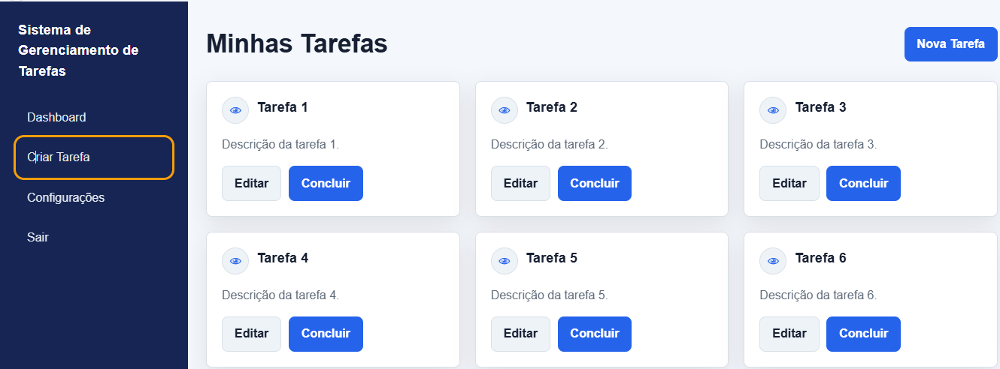 Sistema de
Gerenciamento de
Tarefas
Dashboard
Criar Tarefa
Configurações
Sair
Minhas Tarefas
Nova Tarefa
Tarefa 1
Descrição da tarefa 1.
Editar
Concluir
Tarefa 2
Descrição da tarefa 2.
Editar
Concluir
Tarefa 3
Descrição da tarefa 3.
Editar
Concluir
Tarefa 4
Descrição da tarefa 4.
Editar
Concluir
Tarefa 5
Descrição da tarefa 5.
Editar
Concluir
Tarefa 6
Descrição da tarefa 6.
Editar
Concluir